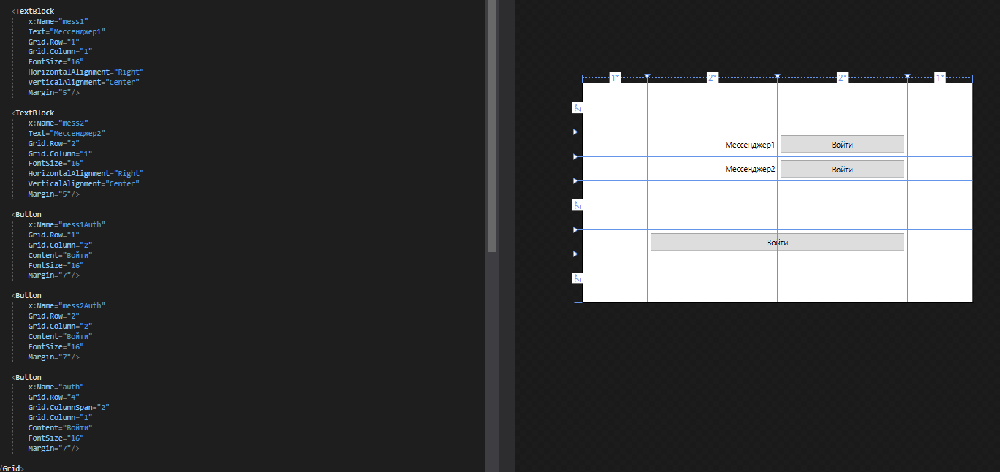 <TextBlock
x:Name="mess1"
Text="Мессенджер1"
Grid.Row="1"
Grid.Column="1"
FontSize="16"
HorizontalAlignment="Right"
VerticalAlignment="Center"
Margin="5"/>
<TextBlock
x:Name="mess2"
Text="Мессенджер2"
Grid.Row="2"
Grid.Column="1"
FontSize="16"
HorizontalAlignment="Right"
VerticalAlignment="Center"
Margin="5"/>
<Button
x:Name="mess1Auth"
Grid.Row="1"
Grid.Column="2"
Content="Войти"
FontSize="16"
Margin="7"/>
<Button
x:Name="mess2Auth"
Grid.Row="2"
Grid.Column="2"
Content="Войти"
FontSize="16"
Margin="7"/>
<Button
x:Name="auth"
Grid.Row="4"
Grid.ColumnSpan="2"
Grid.Column="1"
Content="Войти"
FontSize="16"
Margin="7"/>
/Grid>
1* 2* 2* 1*
2*
Мессенджер1 Войти
Мессенджер2 Войти
2*
Войти
2*